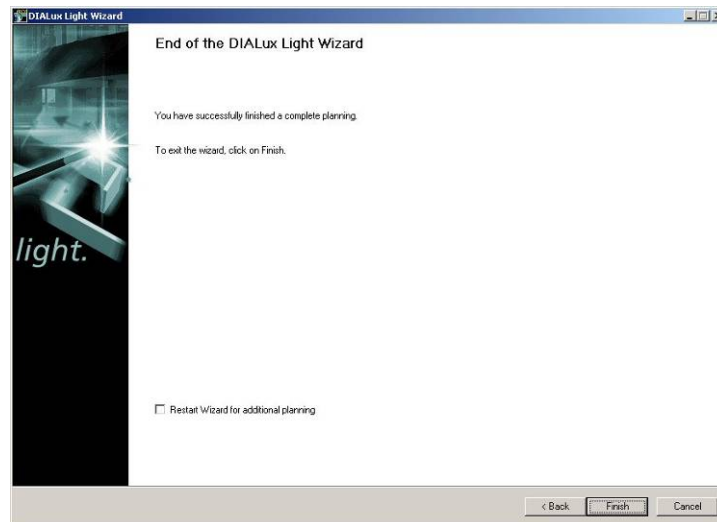 DIALux Light Wizard
End of the DIALux Light Wizard
You have successfully finished a complete planning.
To exit the wizard, click on Finish.
light.
Restart Wizard for additional planning
< Back
Finish
Cancel